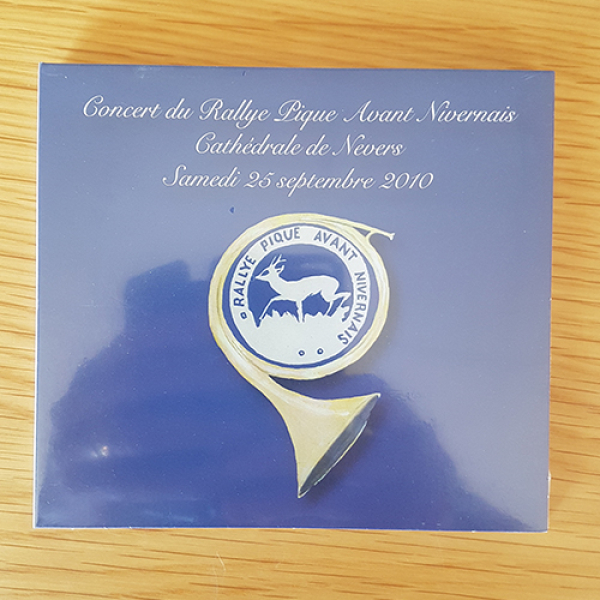 Concert du Rallye Pique Avant Nivernais
Cathédrale de Nevers
Samedi 25 septembre 2010
RALLYE PIQUE AVANT NIVERNAIS